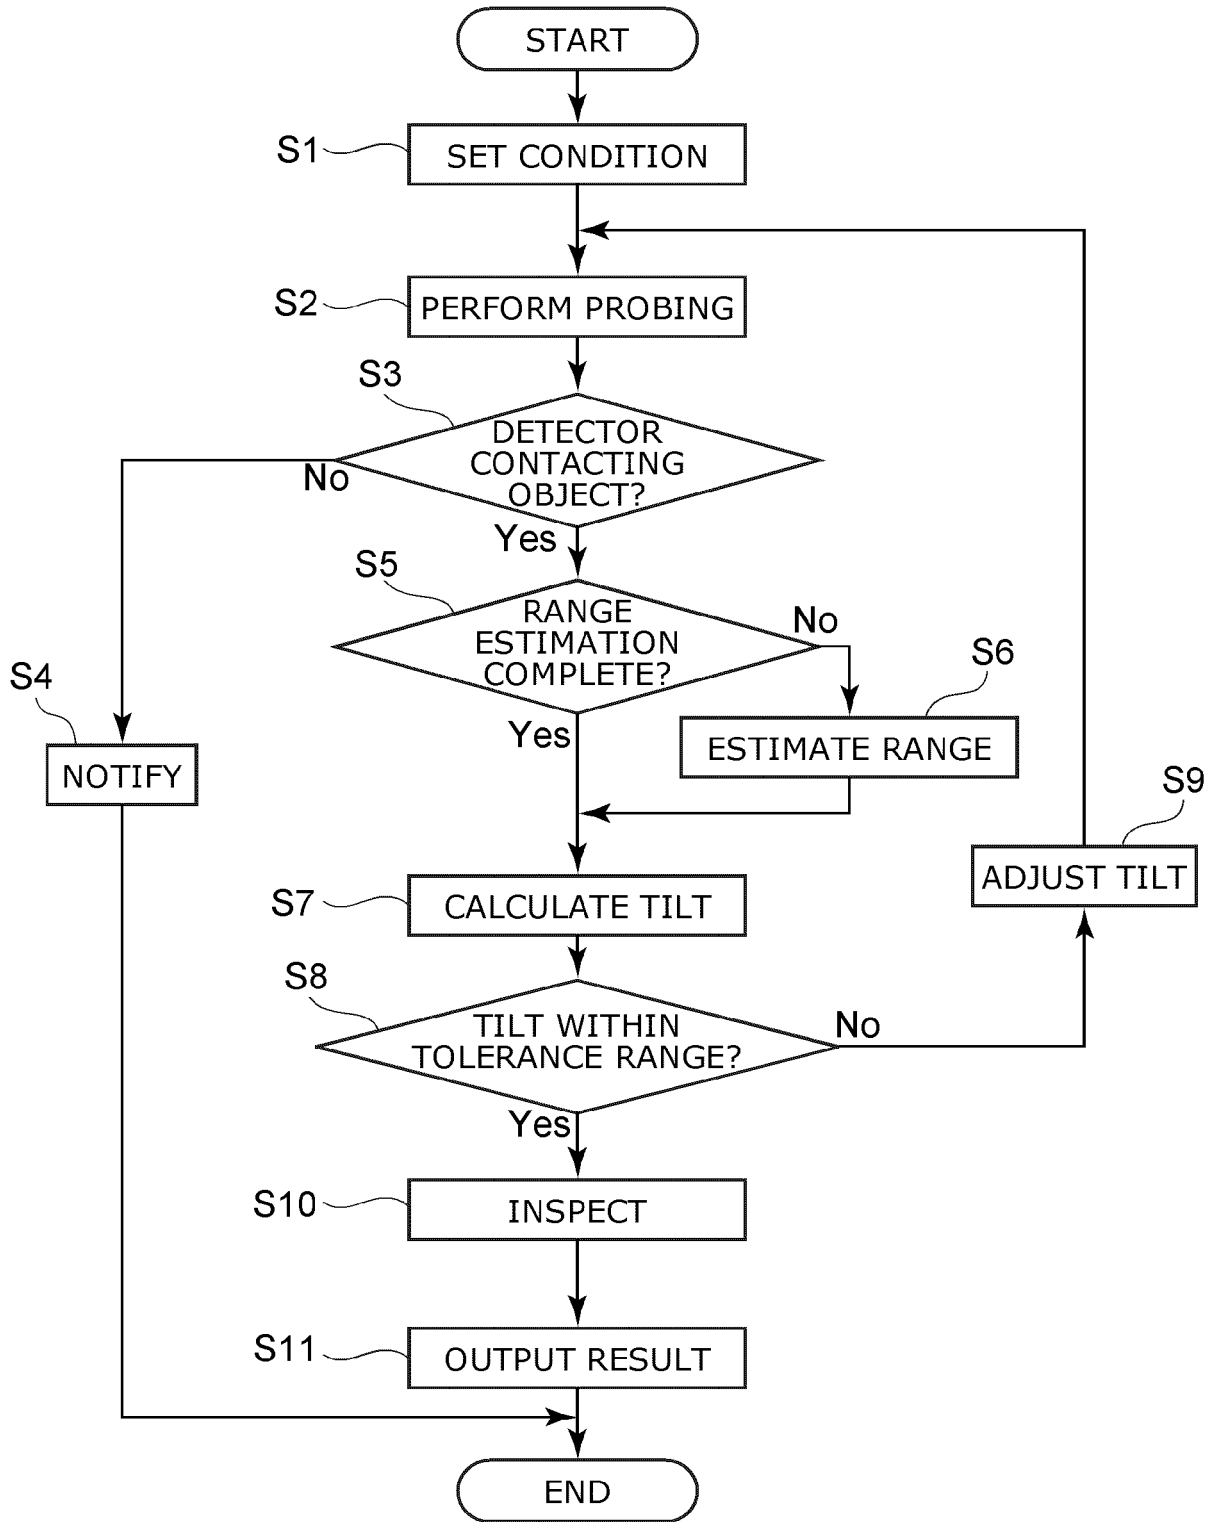 START
S1
SET CONDITION
S2
PERFORM PROBING
S3
DETECTOR
CONTACTING
OBJECT?
No
Yes
S5
RANGE
ESTIMATION
COMPLETE?
No
Yes
S4
NOTIFY
S6
ESTIMATE RANGE
S9
ADJUST TILT
S7
CALCULATE TILT
S8
TILT WITHIN
TOLERANCE RANGE?
No
Yes
S10
INSPECT
S11
OUTPUT RESULT
END